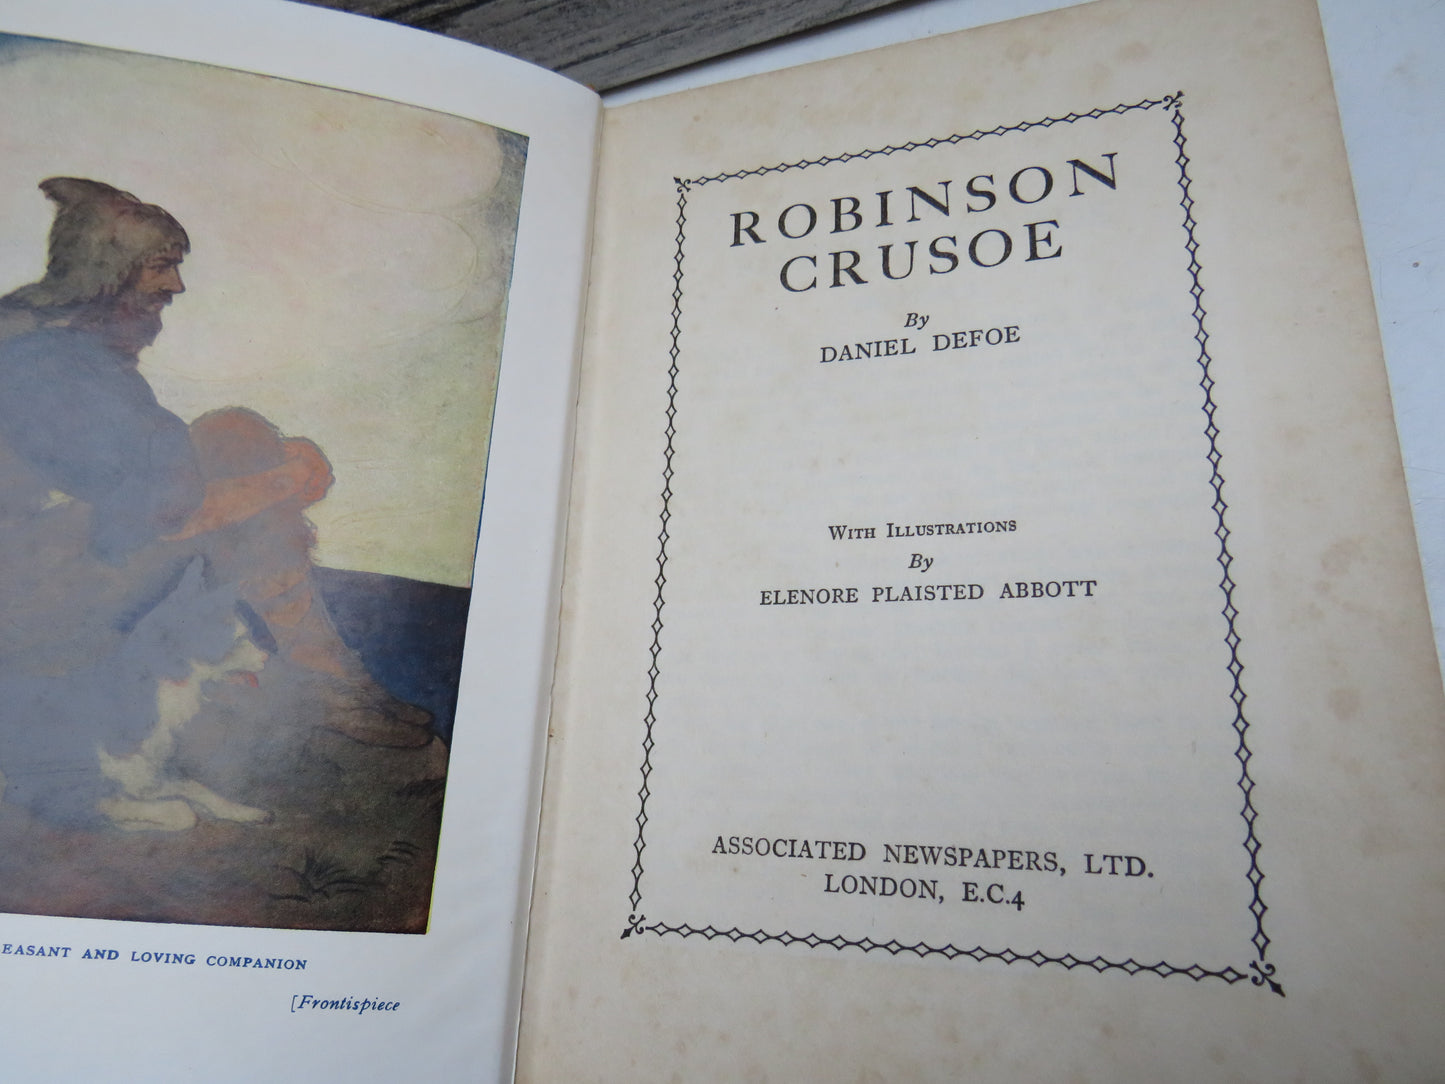 EASANT AND LOVING COMPANION
[Frontispiece
ROBINSON
CRUSOE
By
DANIEL DEFOE
WITH ILLUSTRATIONS
By
ELENORE PLAISTED ABBOTT
ASSOCIATED NEWSPAPERS, LTD.
LONDON, E.C.4